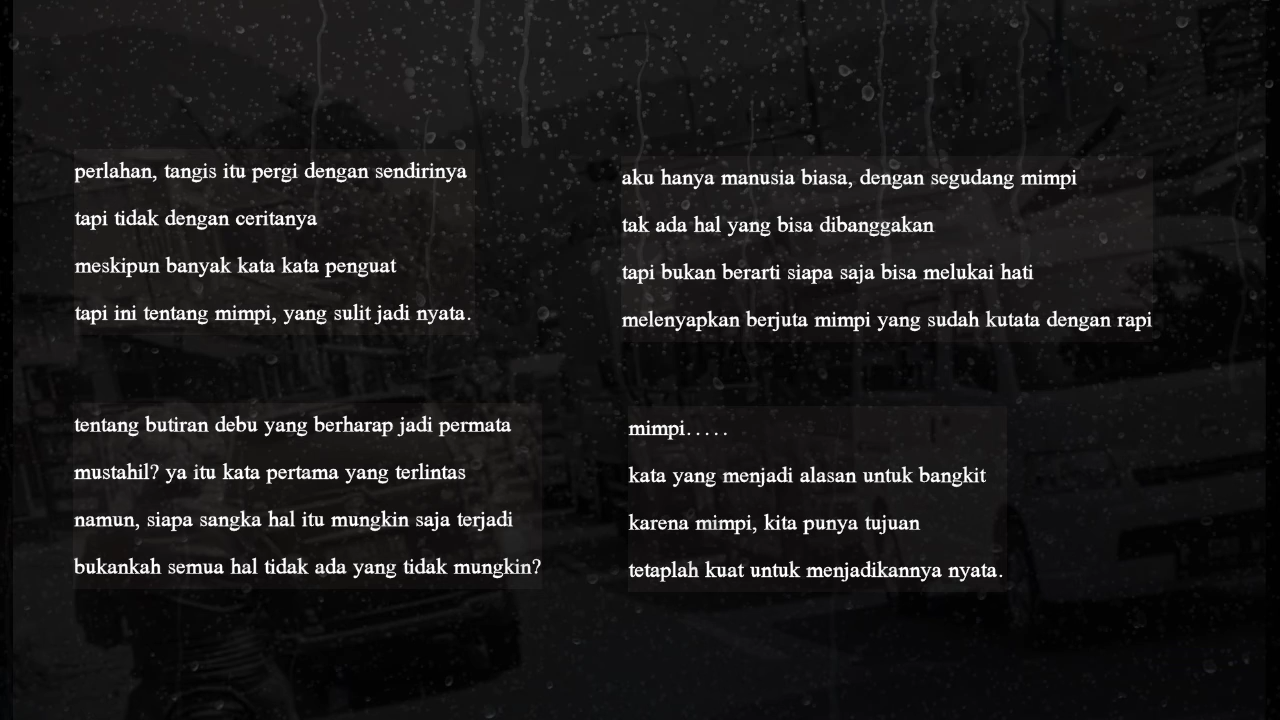 perlahan, tangis itu pergi dengan sendirinya
tapi tidak dengan ceritanya
meskipun banyak kata kata penguat
tapi ini tentang mimpi, yang sulit jadi nyata.
tentang butiran debu yang berharap jadi permata
mustahil? ya itu kata pertama yang terlintas
namun, siapa sangka hal itu mungkin saja terjadi
bukankah semua hal tidak ada yang tidak mungkin?
aku hanya manusia biasa, dengan segudang mimpi
tak ada hal yang bisa dibanggakan
tapi bukan berarti siapa saja bisa melukai hati
melenyapkan berjuta mimpi yang sudah kutata dengan rapi
mimpi.....
kata yang menjadi alasan untuk bangkit
karena mimpi, kita punya tujuan
tetaplah kuat untuk menjadikannya nyata.